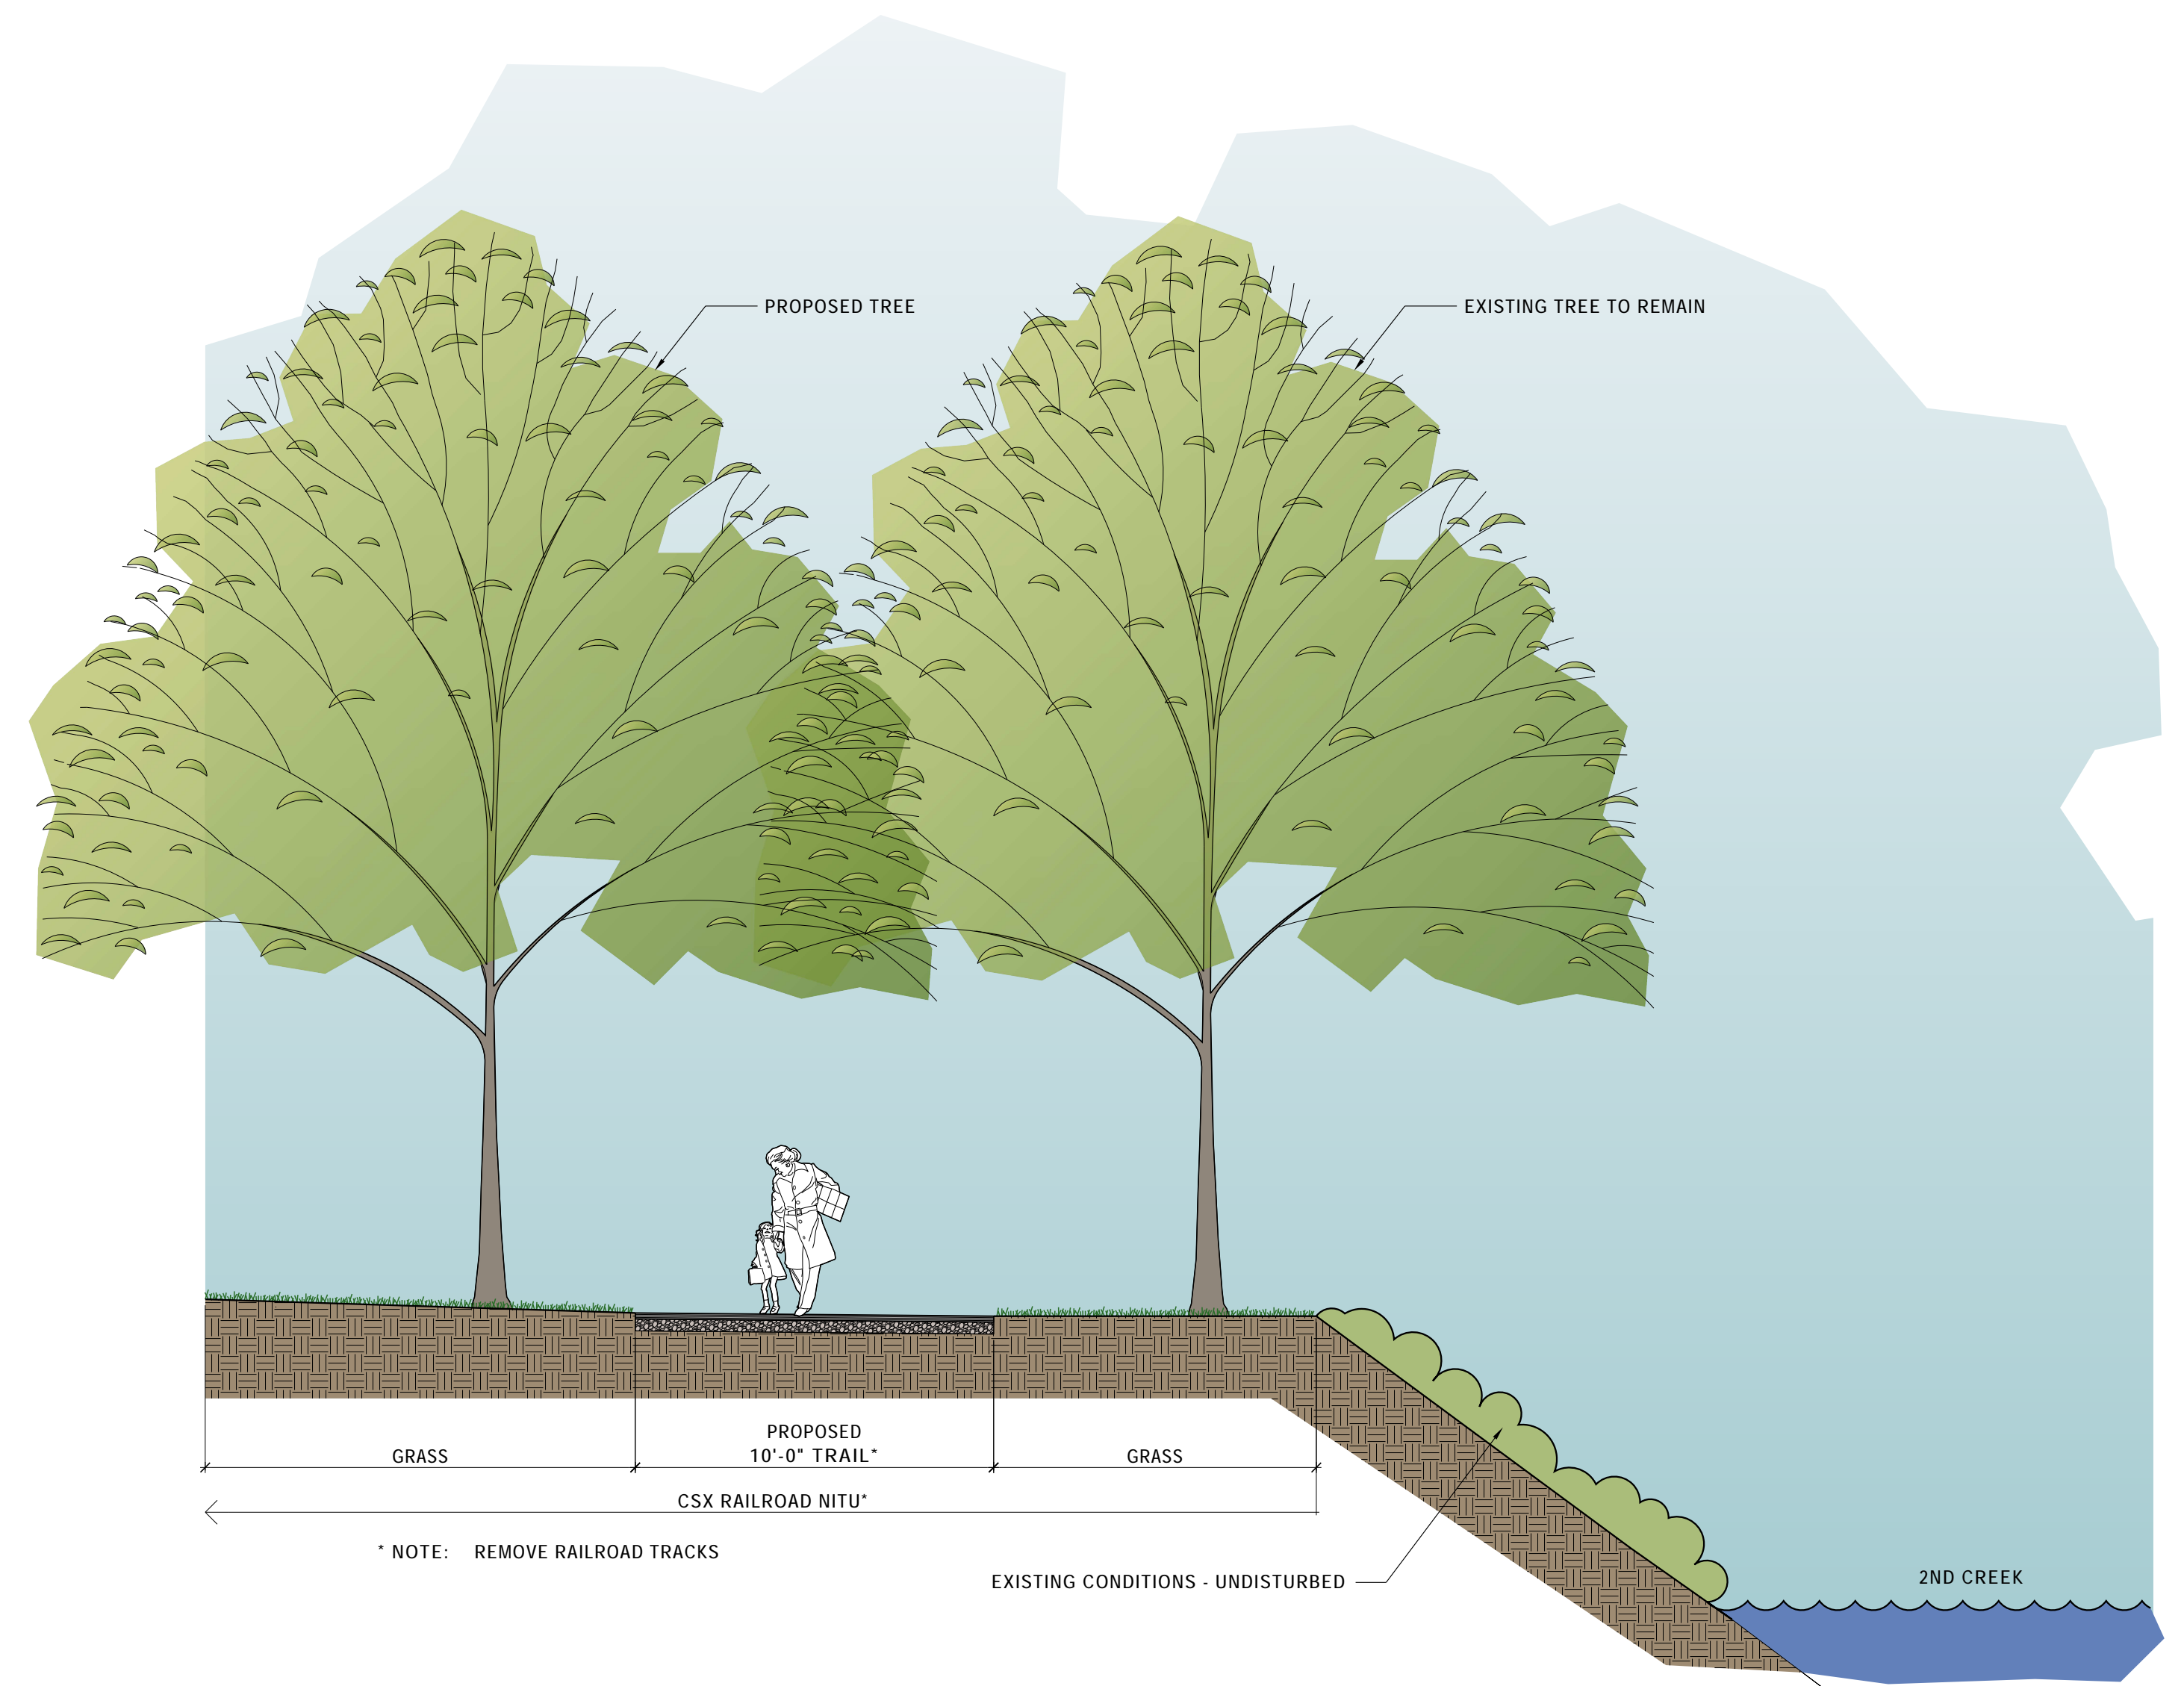 PROPOSED TREE
EXISTING TREE TO REMAIN
GRASS
PROPOSED
10'-0" TRAIL*
GRASS
CSX RAILROAD NITU*
* NOTE: REMOVE RAILROAD TRACKS
EXISTING CONDITIONS - UNDISTURBED
2ND CREEK